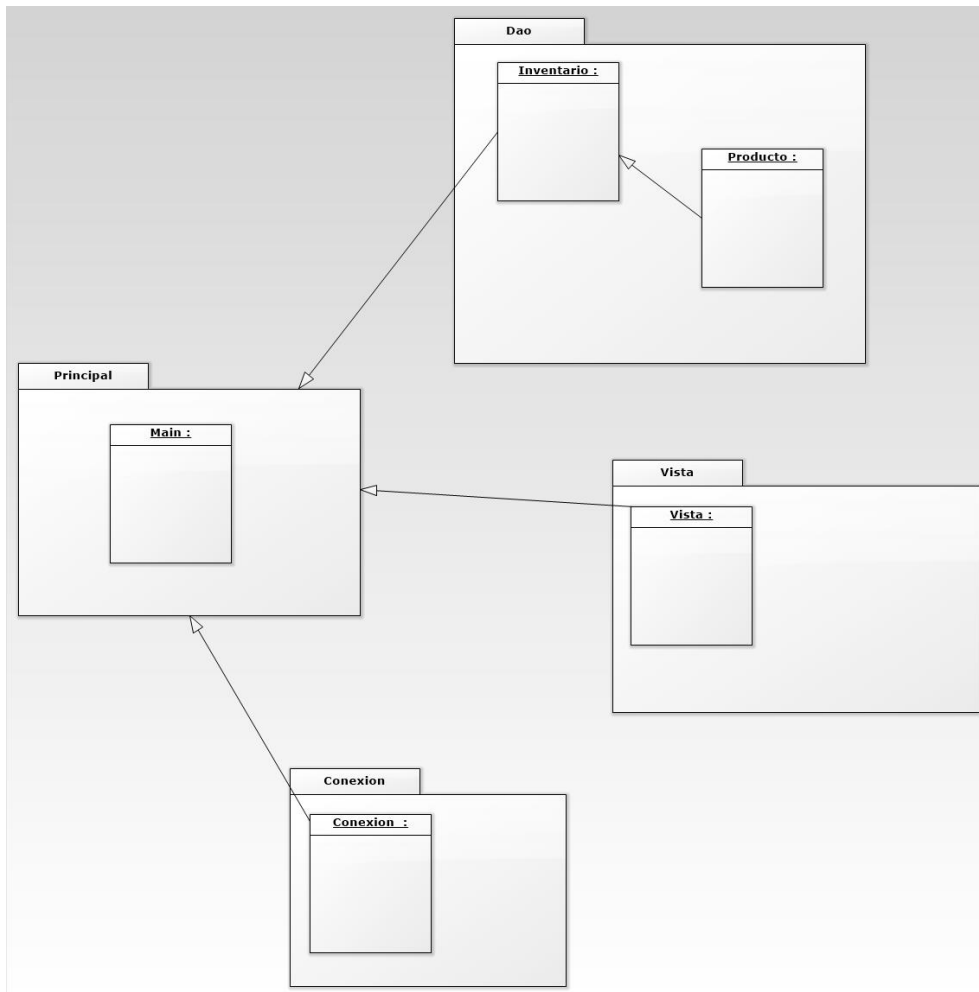 Dao
Inventario :
Producto :
Principal
Main :
Vista
Vista :
Conexion
Conexion  :